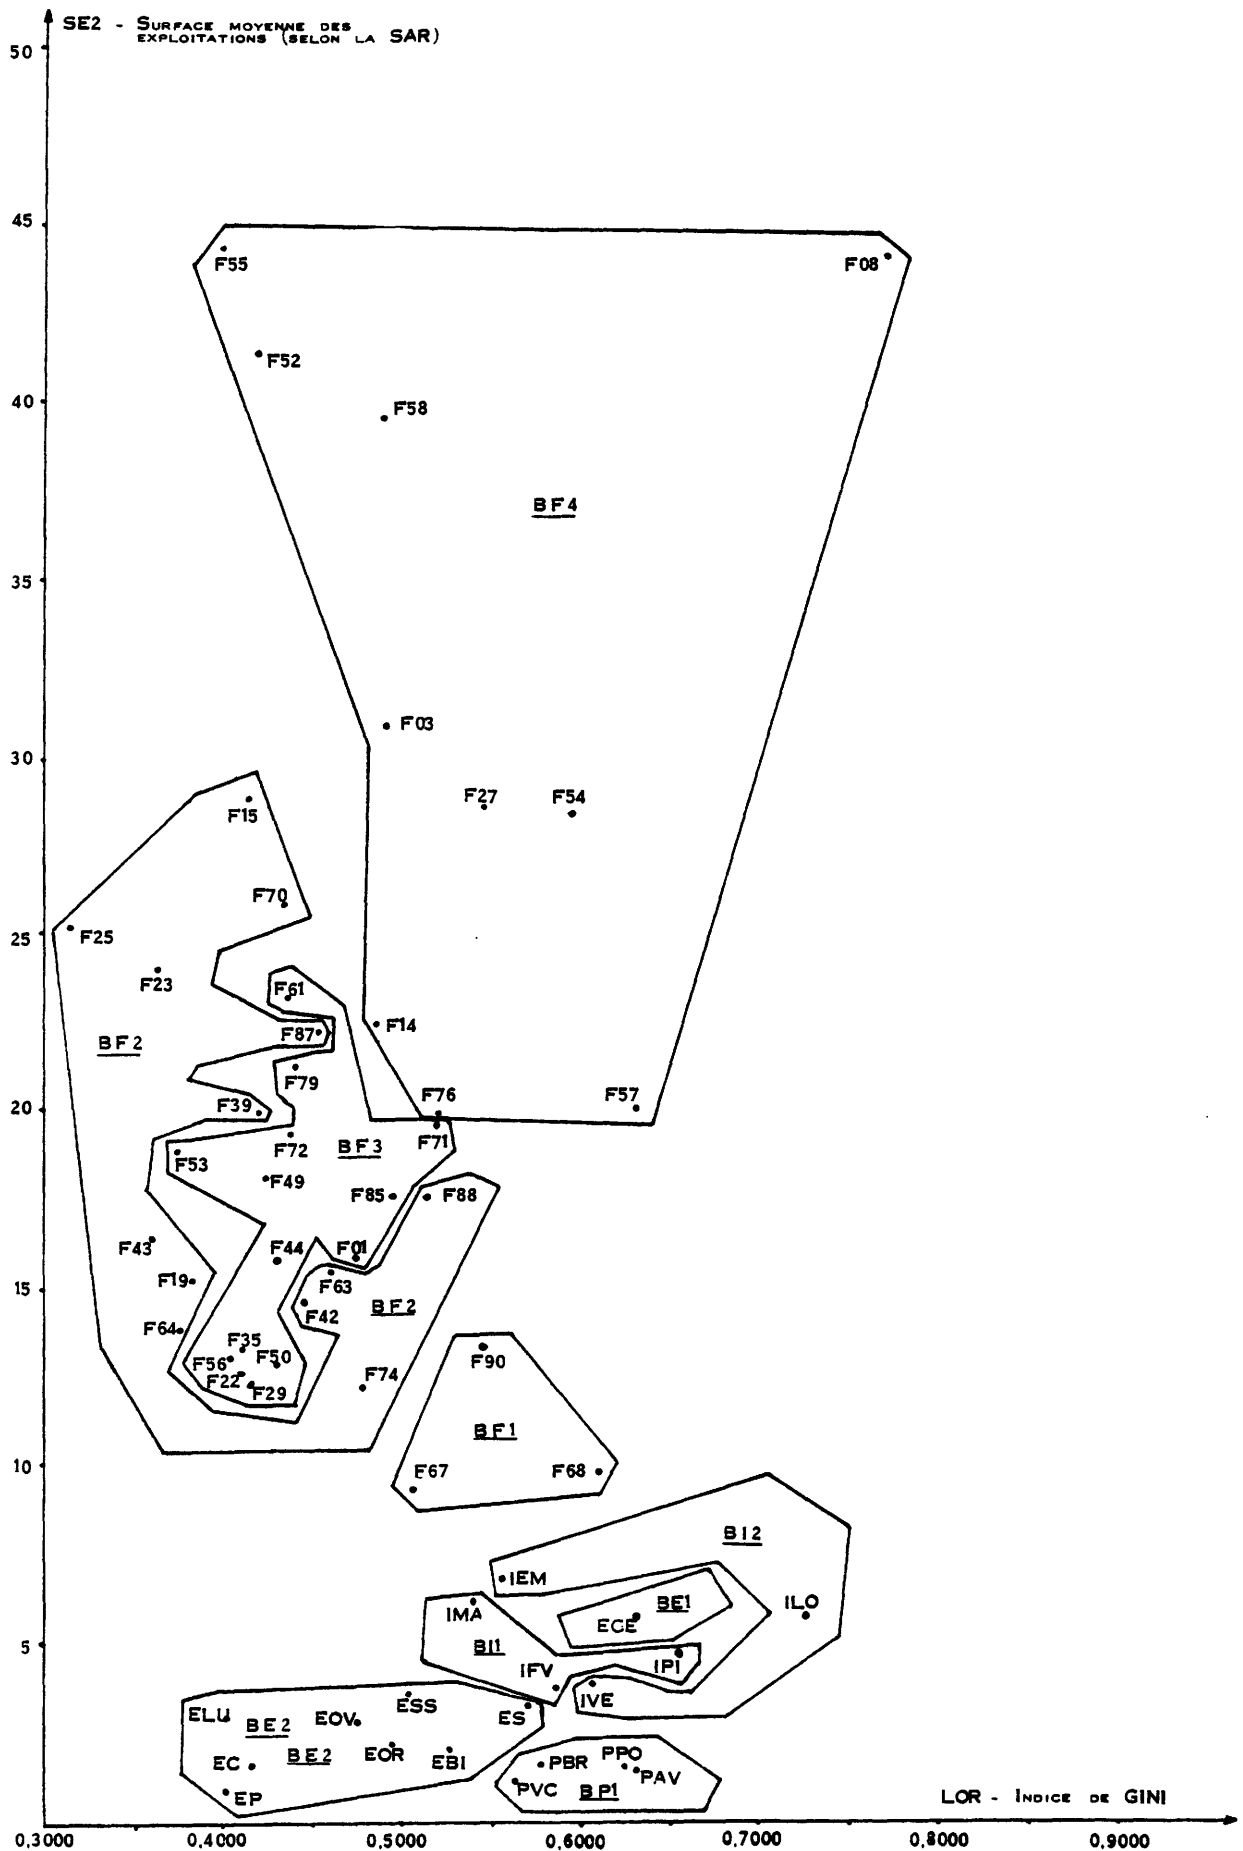 SE2 - SURFACE MOYENNE DES
EXPLOITATIONS (SELON LA SAR)
50
45
F55
F08
F52
40
F58
BF4
35
F03
30
F27
F54
F15
F70
25
F25
F23
F61
F14
F87
BF2
F79
F76
F57
20
F39
F71
F72
BF3
F53
F49
F85
F88
F43
F44
F01
F19
F63
15
BF2
F42
F64
F35
F56
F50
F90
F22
F29
F74
BF1
10
F67
F68
BI2
IEM
BE1
ILO
IMA
ECE
5
BI1
IFV
IPI
IVE
ELU
BE2
EOV
ESS
ES
EC
BE2
EOR
EBI
PBR
PPO
PAV
EP
PVC
BP1
LOR - INDICE DE GINI
0,3000
0,4000
0,5000
0,6000
0,7000
0,8000
0,9000